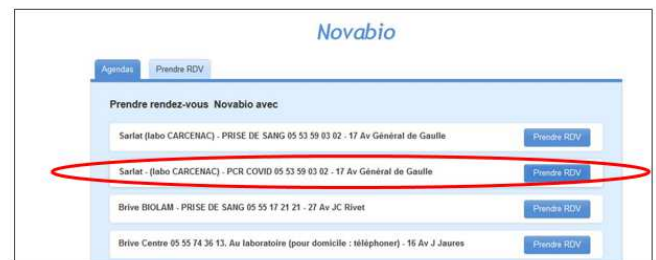 Novabio
Agendas Prendre RDV
Prendre rendez-vous Novabio avec
Sarlat (labo CARCENAC) - PRISE DE SANG 05 53 59 03 02 - 17 Av Général de Gaulle Prendre RDV
Sarlat - (labo CARCENAC) - PCR COVID 05 53 59 03 02 - 17 Av Général de Gaulle Prendre RDV
Brive BIOLAM - PRISE DE SANG 05 55 17 21 21 - 27 Av JC Rivet Prendre RDV
Brive Centre 05 55 74 36 13. Au laboratoire (pour domicile : téléphoner) - 16 Av J Jaures Prendre RDV